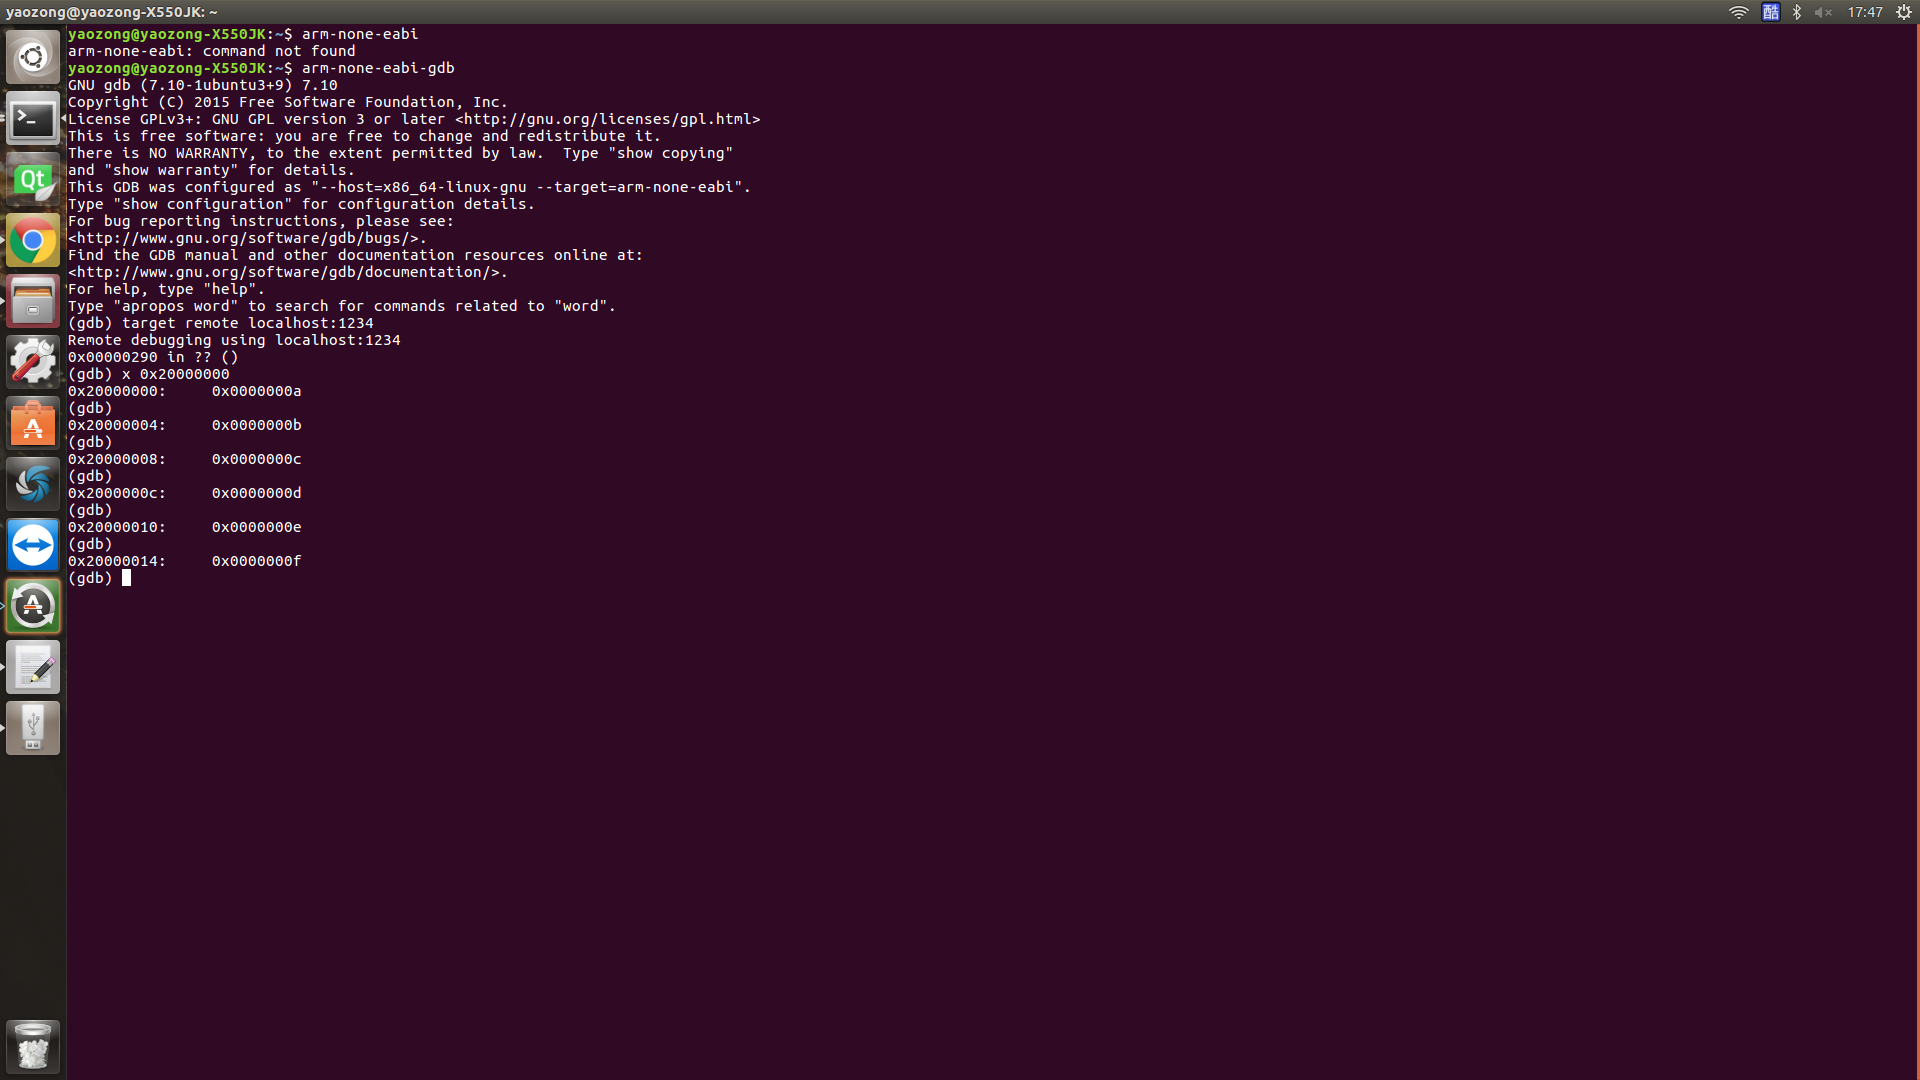 yaozong@yaozong-X550JK: ~
酷
17:47
yaozong@yaozong-X550JK:~$ arm-none-eabi
arm-none-eabi: command not found
yaozong@yaozong-X550JK:~$ arm-none-eabi-gdb
GNU gdb (7.10-1ubuntu3+9) 7.10
Copyright (C) 2015 Free Software Foundation, Inc.
License GPLv3+: GNU GPL version 3 or later <http://gnu.org/licenses/gpl.html>
This is free software: you are free to change and redistribute it.
There is NO WARRANTY, to the extent permitted by law.  Type "show copying"
and "show warranty" for details.
This GDB was configured as "--host=x86_64-linux-gnu --target=arm-none-eabi".
Type "show configuration" for configuration details.
For bug reporting instructions, please see:
<http://www.gnu.org/software/gdb/bugs/>.
Find the GDB manual and other documentation resources online at:
<http://www.gnu.org/software/gdb/documentation/>.
For help, type "help".
Type "apropos word" to search for commands related to "word".
(gdb) target remote localhost:1234
Remote debugging using localhost:1234
0x00000290 in ?? ()
(gdb) x 0x20000000
0x20000000:     0x0000000a
(gdb)
0x20000004:     0x0000000b
(gdb)
0x20000008:     0x0000000c
(gdb)
0x2000000c:     0x0000000d
(gdb)
0x20000010:     0x0000000e
(gdb)
0x20000014:     0x0000000f
(gdb)
>_
Qt